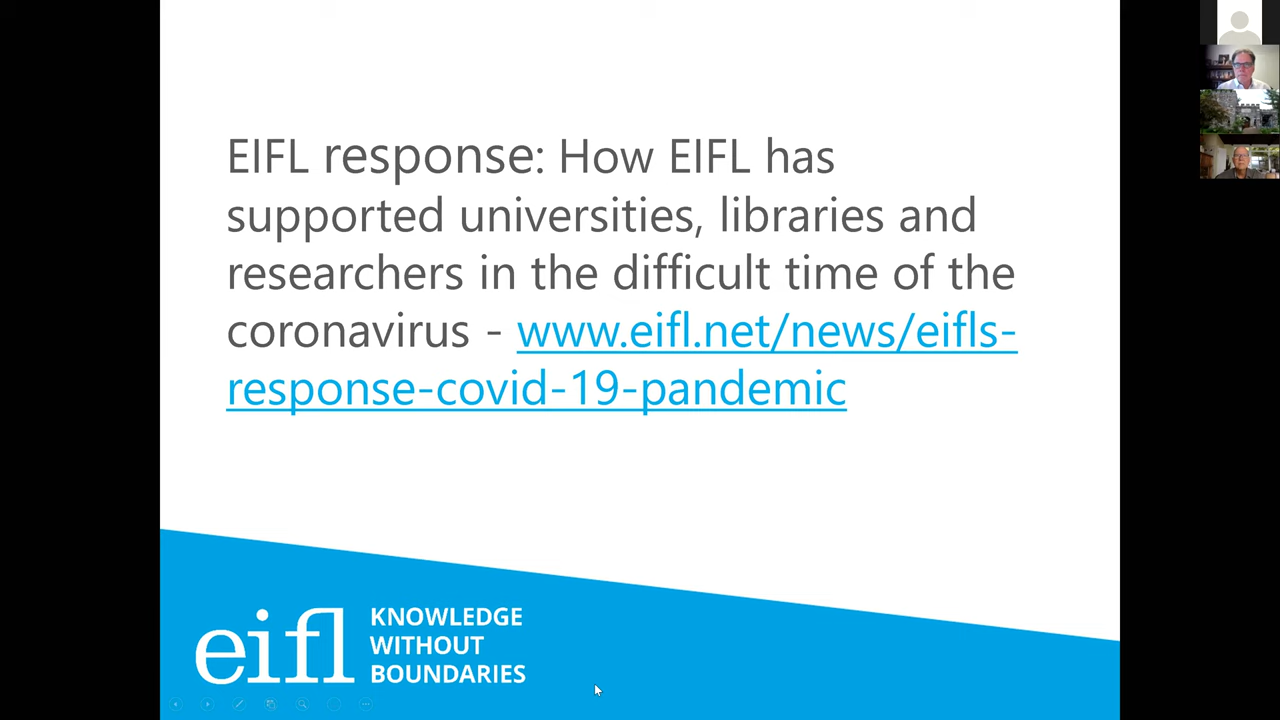 EIFL response: How EIFL has
supported universities, libraries and
researchers in the difficult time of the
coronavirus - www.eifl.net/news/eifls-
response-covid-19-pandemic
eifl
KNOWLEDGE
WITHOUT
BOUNDARIES